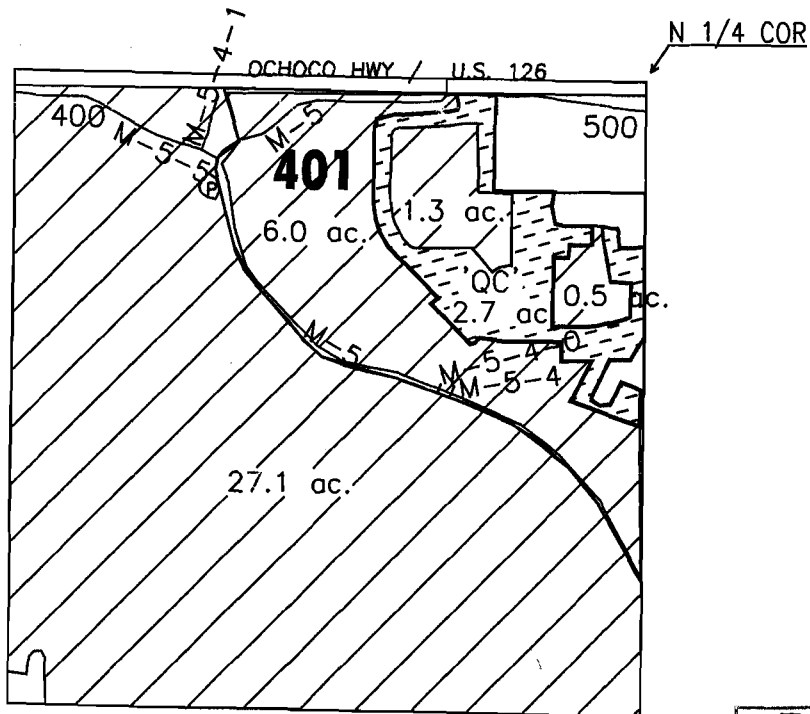 N 1/4 COR
M-5-4-1
OCHOCO HWY / U.S. 126
400
M-5-5
P
M-5
401
500
6.0 ac.
1.3 ac.
'QC'
2.7 ac
0.5 ac.
M-5
M-5-4-0
M-5-4
27.1 ac.